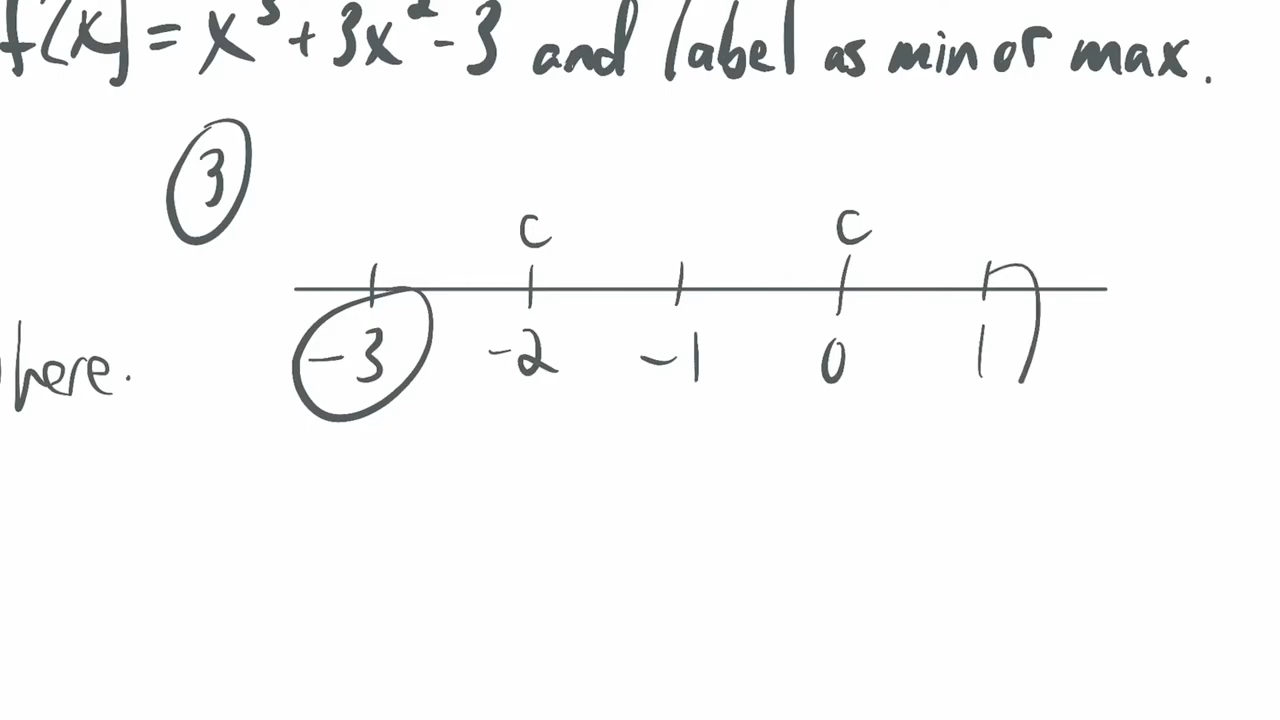 f(x) = x³ + 3x² - 3 and label as min or max.
3
C C
-3 -2 -1 0 1
here.